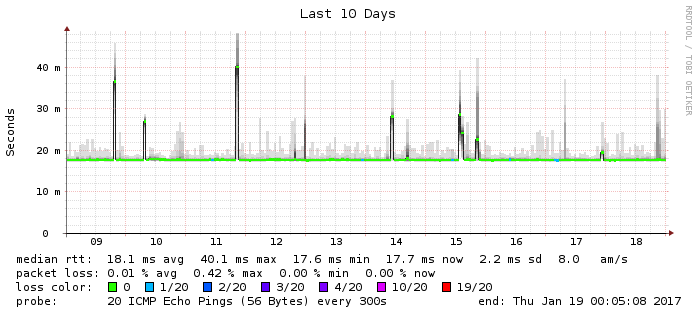 Last 10 Days
RRDTOOL / TOBI OETIKER
Seconds
40 m
30 m
20 m
10 m
0
09 10 11 12 13 14 15 16 17 18
median rtt: 18.1 ms avg 40.1 ms max 17.6 ms min 17.7 ms now 2.2 ms sd 8.0 am/s
packet loss: 0.01 % avg 0.42 % max 0.00 % min 0.00 % now
loss color: 0 1/20 2/20 3/20 4/20 10/20 19/20
probe: 20 ICMP Echo Pings (56 Bytes) every 300s end: Thu Jan 19 00:05:08 2017